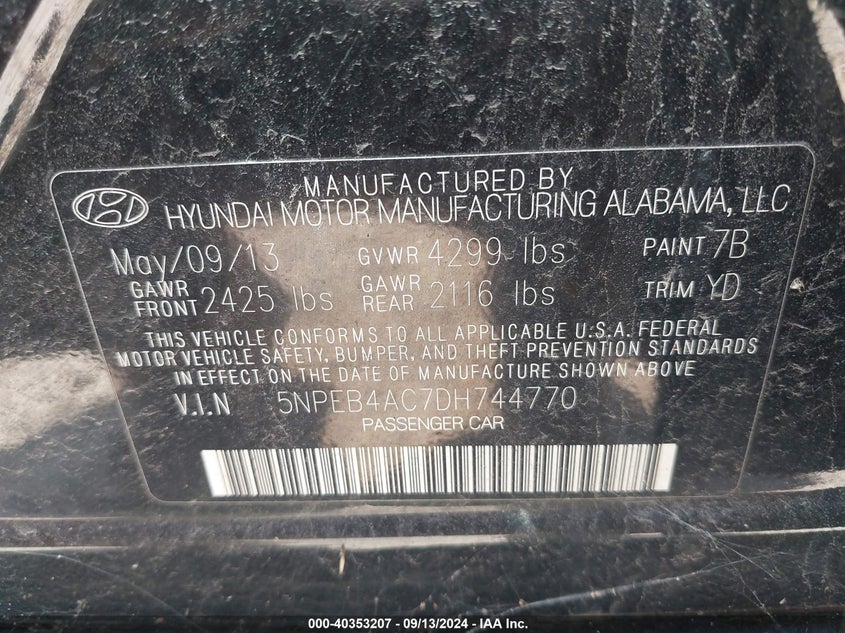 MANUFACTURED BY
HYUNDAI MOTOR MANUFACTURING ALABAMA, LLC
May/09/13 GVWR 4299 lbs PAINT 7B
GAWR FRONT 2425 lbs GAWR REAR 2116 lbs TRIM YD
THIS VEHICLE CONFORMS TO ALL APPLICABLE U.S.A. FEDERAL
MOTOR VEHICLE SAFETY, BUMPER, AND THEFT PREVENTION STANDARDS
IN EFFECT ON THE DATE OF MANUFACTURE SHOWN ABOVE
V.I.N 5NPEB4AC7DH744770
PASSENGER CAR
000-40353207 - 09/13/2024 - IAA Inc.